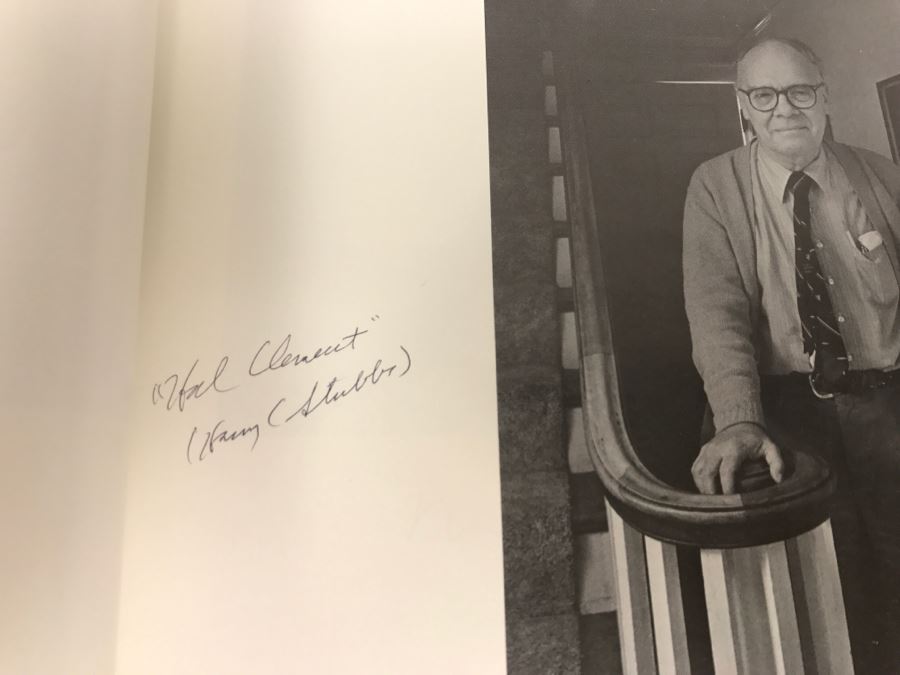 "Hal Clement"
(Harry C Stubbs)